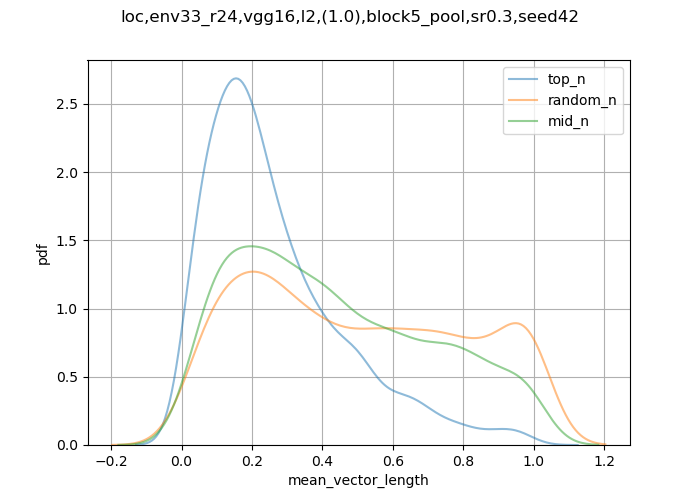 loc,env33_r24,vgg16,l2,(1.0),block5_pool,sr0.3,seed42
top_n
random_n
mid_n
pdf
2.5
2.0
1.5
1.0
0.5
0.0
−0.2 0.0 0.2 0.4 0.6 0.8 1.0 1.2
mean_vector_length